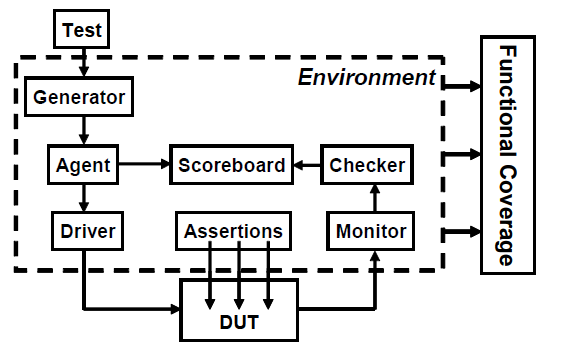 Test
Environment
Generator
Agent
Scoreboard
Checker
Driver
Assertions
Monitor
DUT
Functional Coverage